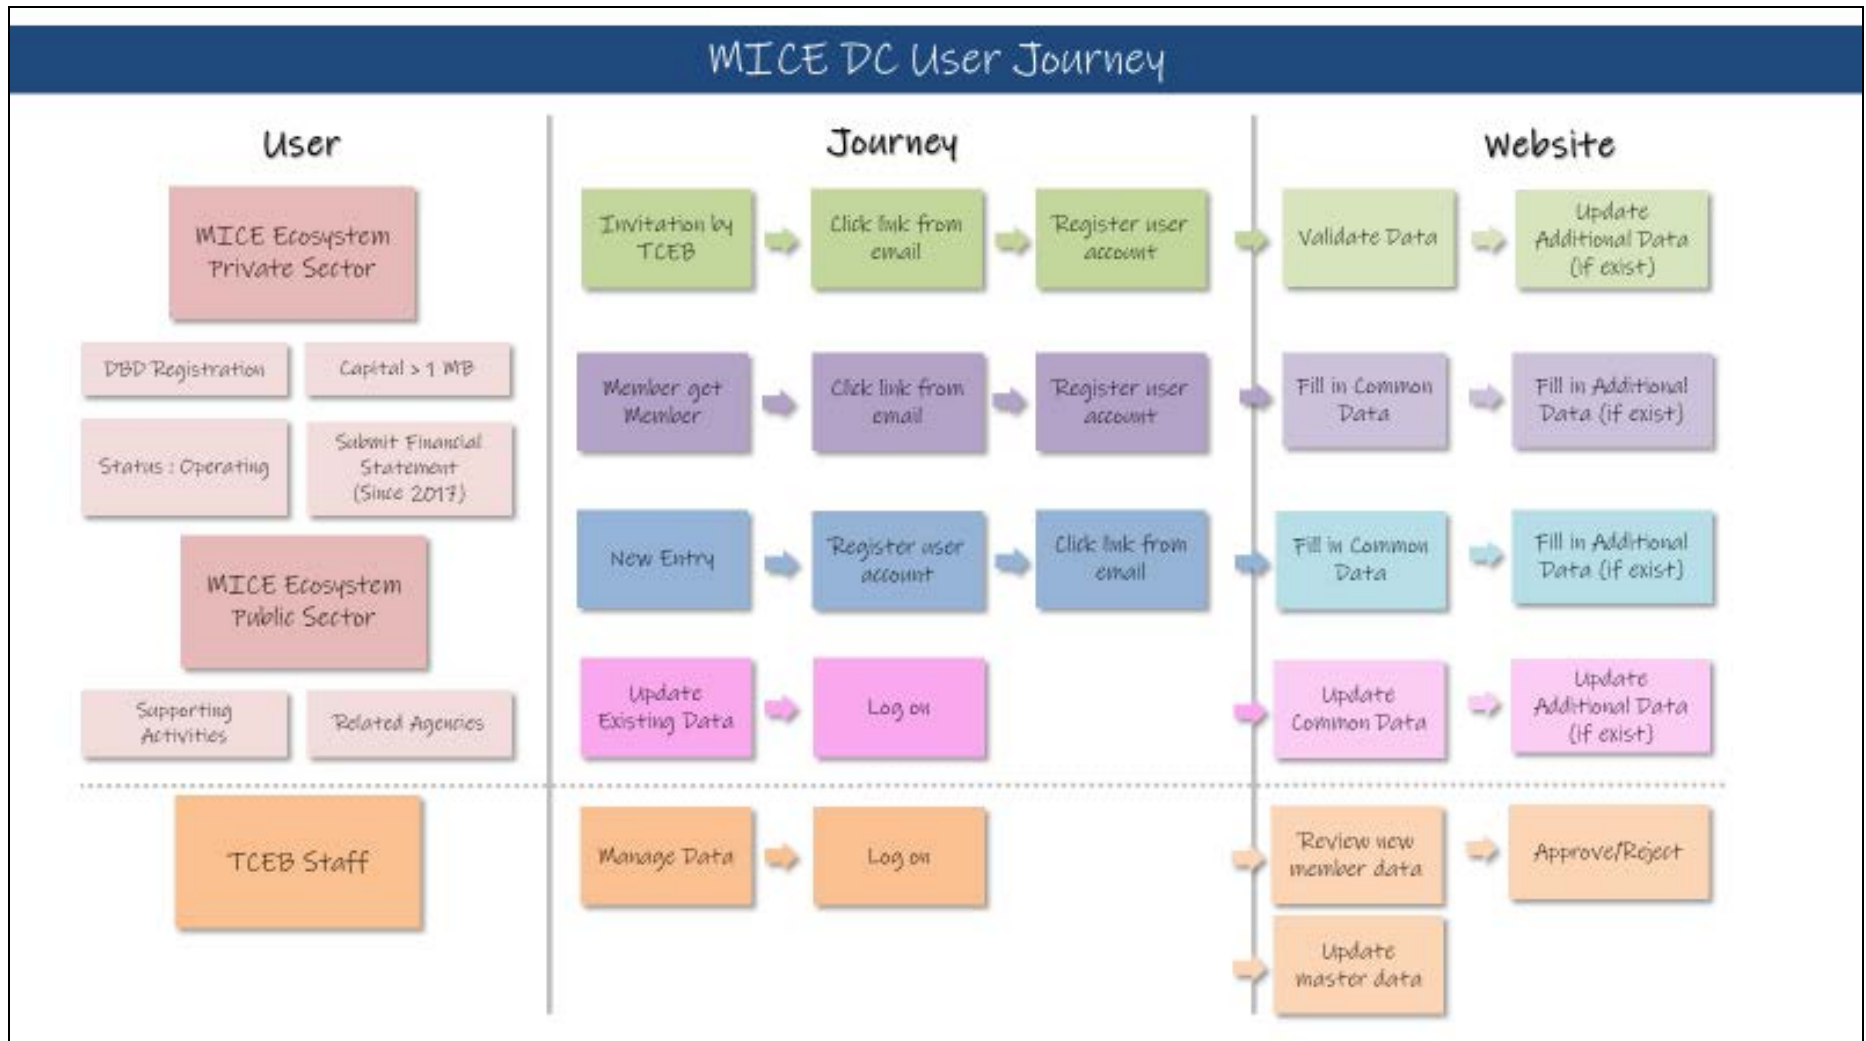 MICE DC User Journey
User
Journey
Website
MICE Ecosystem
Private Sector
DBD Registration
Capital > 1 MB
Status : Operating
Submit Financial
Statement
(Since 2017)
MICE Ecosystem
Public Sector
Supporting
Activities
Related Agencies
TCEB Staff
Invitation by
TCEB
Click link from
email
Register user
account
Validate Data
Update
Additional Data
(if exist)
Member get
Member
Click link from
email
Register user
account
Fill in Common
Data
Fill in Additional
Data (if exist)
New Entry
Register user
account
Click link from
email
Fill in Common
Data
Fill in Additional
Data (if exist)
Update
Existing Data
Log on
Update
Common Data
Update
Additional Data
(if exist)
Manage Data
Log on
Review new
member data
Approve/Reject
Update
master data